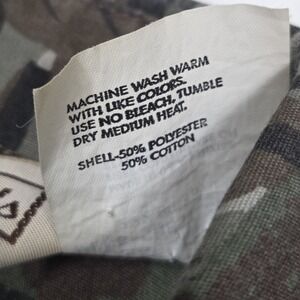 MACHINE WASH WARM
WITH LIKE COLORS.
USE NO BLEACH, TUMBLE
DRY MEDIUM HEAT.
SHELL-50% POLYESTER
50% COTTON